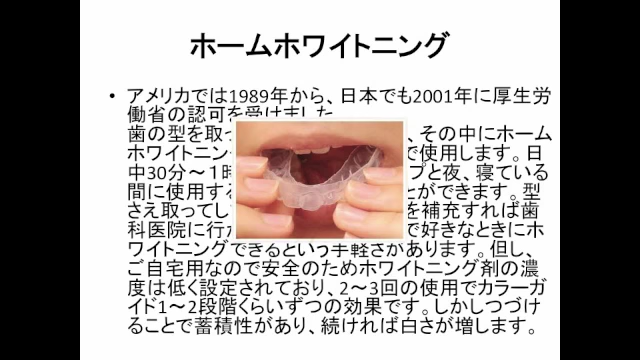 ホームホワイトニング
• アメリカでは1989年から、日本でも2001年に厚生労
働省の認可を受けました
歯の型を取っ 、その中にホーム
ホワイトニン で使用します。日
中30分～１時 プと夜、寝ている
間に使用する とができます。型
さえ取ってし を補充すれば歯
科医院に行か で好きなときにホ
ワイトニングできるという手軽さがあります。但し、
ご自宅用なので安全のためホワイトニング剤の濃
度は低く設定されており、2～3回の使用でカラーガ
イド1～2段階くらいずつの効果です。しかしつづけ
ることで蓄積性があり、続ければ白さが増します。